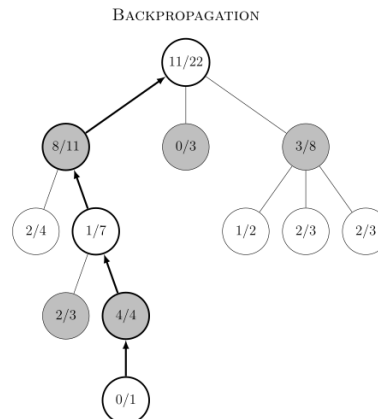 BACKPROPAGATION
11/22
8/11 0/3 3/8
2/4 1/7 1/2 2/3 2/3
2/3 4/4
0/1